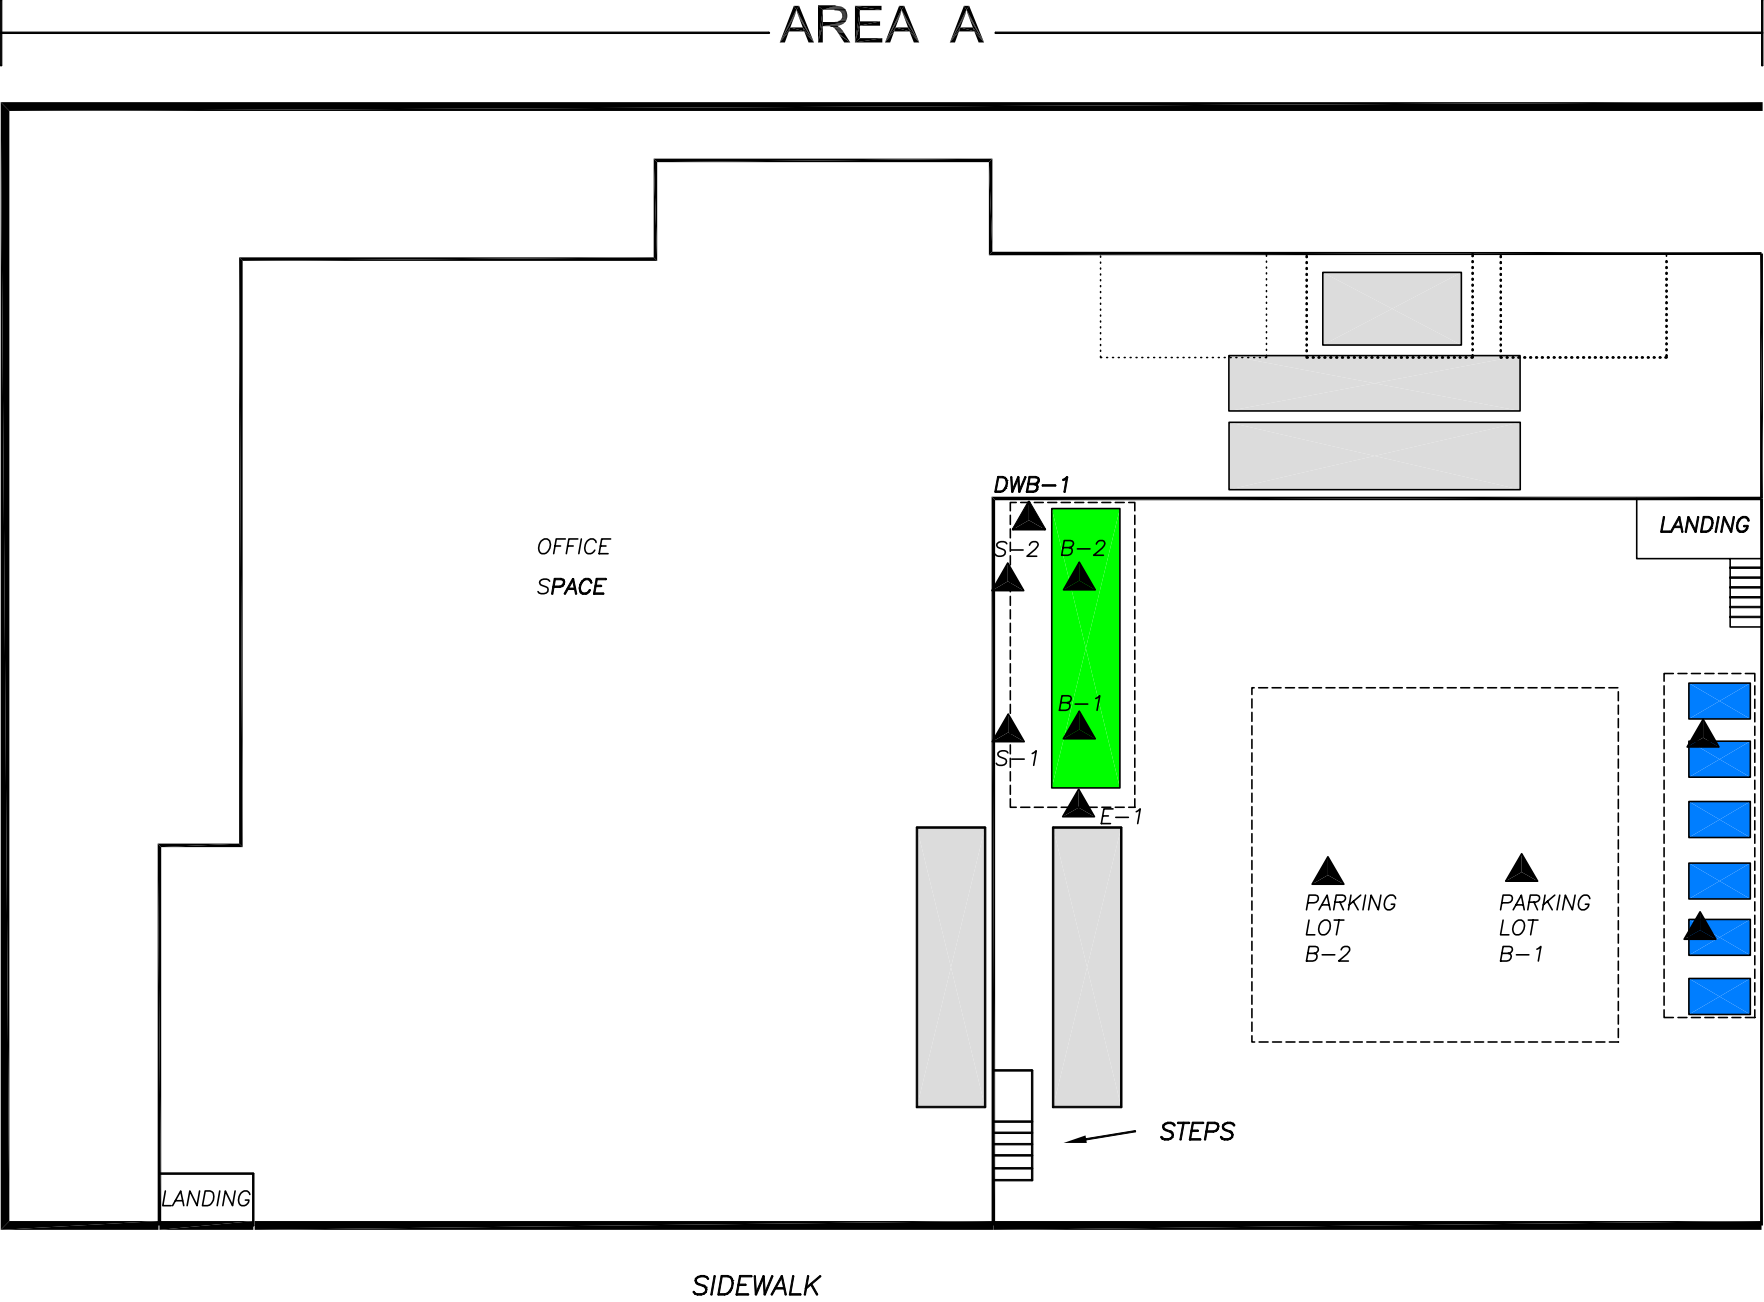 AREA A
DWB-1
LANDING
OFFICE
SPACE
S-2
B-2
B-1
S-1
E-1
PARKING
LOT
B-2
PARKING
LOT
B-1
STEPS
LANDING
SIDEWALK